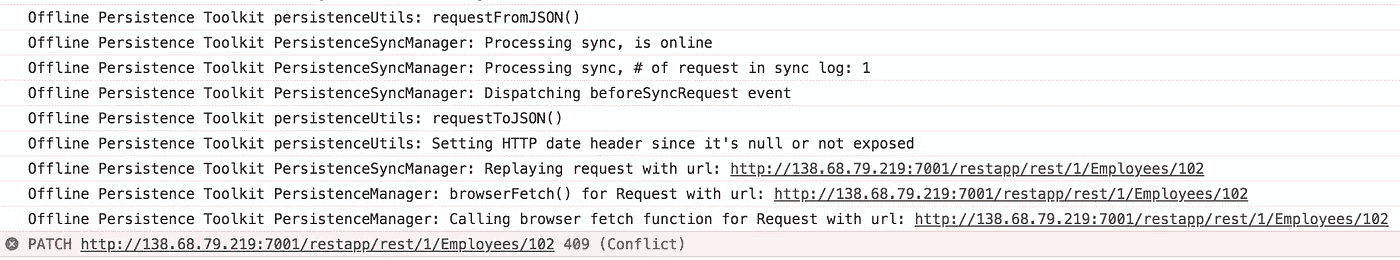 Offline Persistence Toolkit persistenceUtils: requestFromJSON()
Offline Persistence Toolkit PersistenceSyncManager: Processing sync, is online
Offline Persistence Toolkit PersistenceSyncManager: Processing sync, # of request in sync log: 1
Offline Persistence Toolkit PersistenceSyncManager: Dispatching beforeSyncRequest event
Offline Persistence Toolkit persistenceUtils: requestToJSON()
Offline Persistence Toolkit persistenceUtils: Setting HTTP date header since it's null or not exposed
Offline Persistence Toolkit PersistenceSyncManager: Replaying request with url: http://138.68.79.219:7001/restapp/rest/1/Employees/102
Offline Persistence Toolkit PersistenceManager: browserFetch() for Request with url: http://138.68.79.219:7001/restapp/rest/1/Employees/102
Offline Persistence Toolkit PersistenceManager: Calling browser fetch function for Request with url: http://138.68.79.219:7001/restapp/rest/1/Employees/102
PATCH http://138.68.79.219:7001/restapp/rest/1/Employees/102 409 (Conflict)